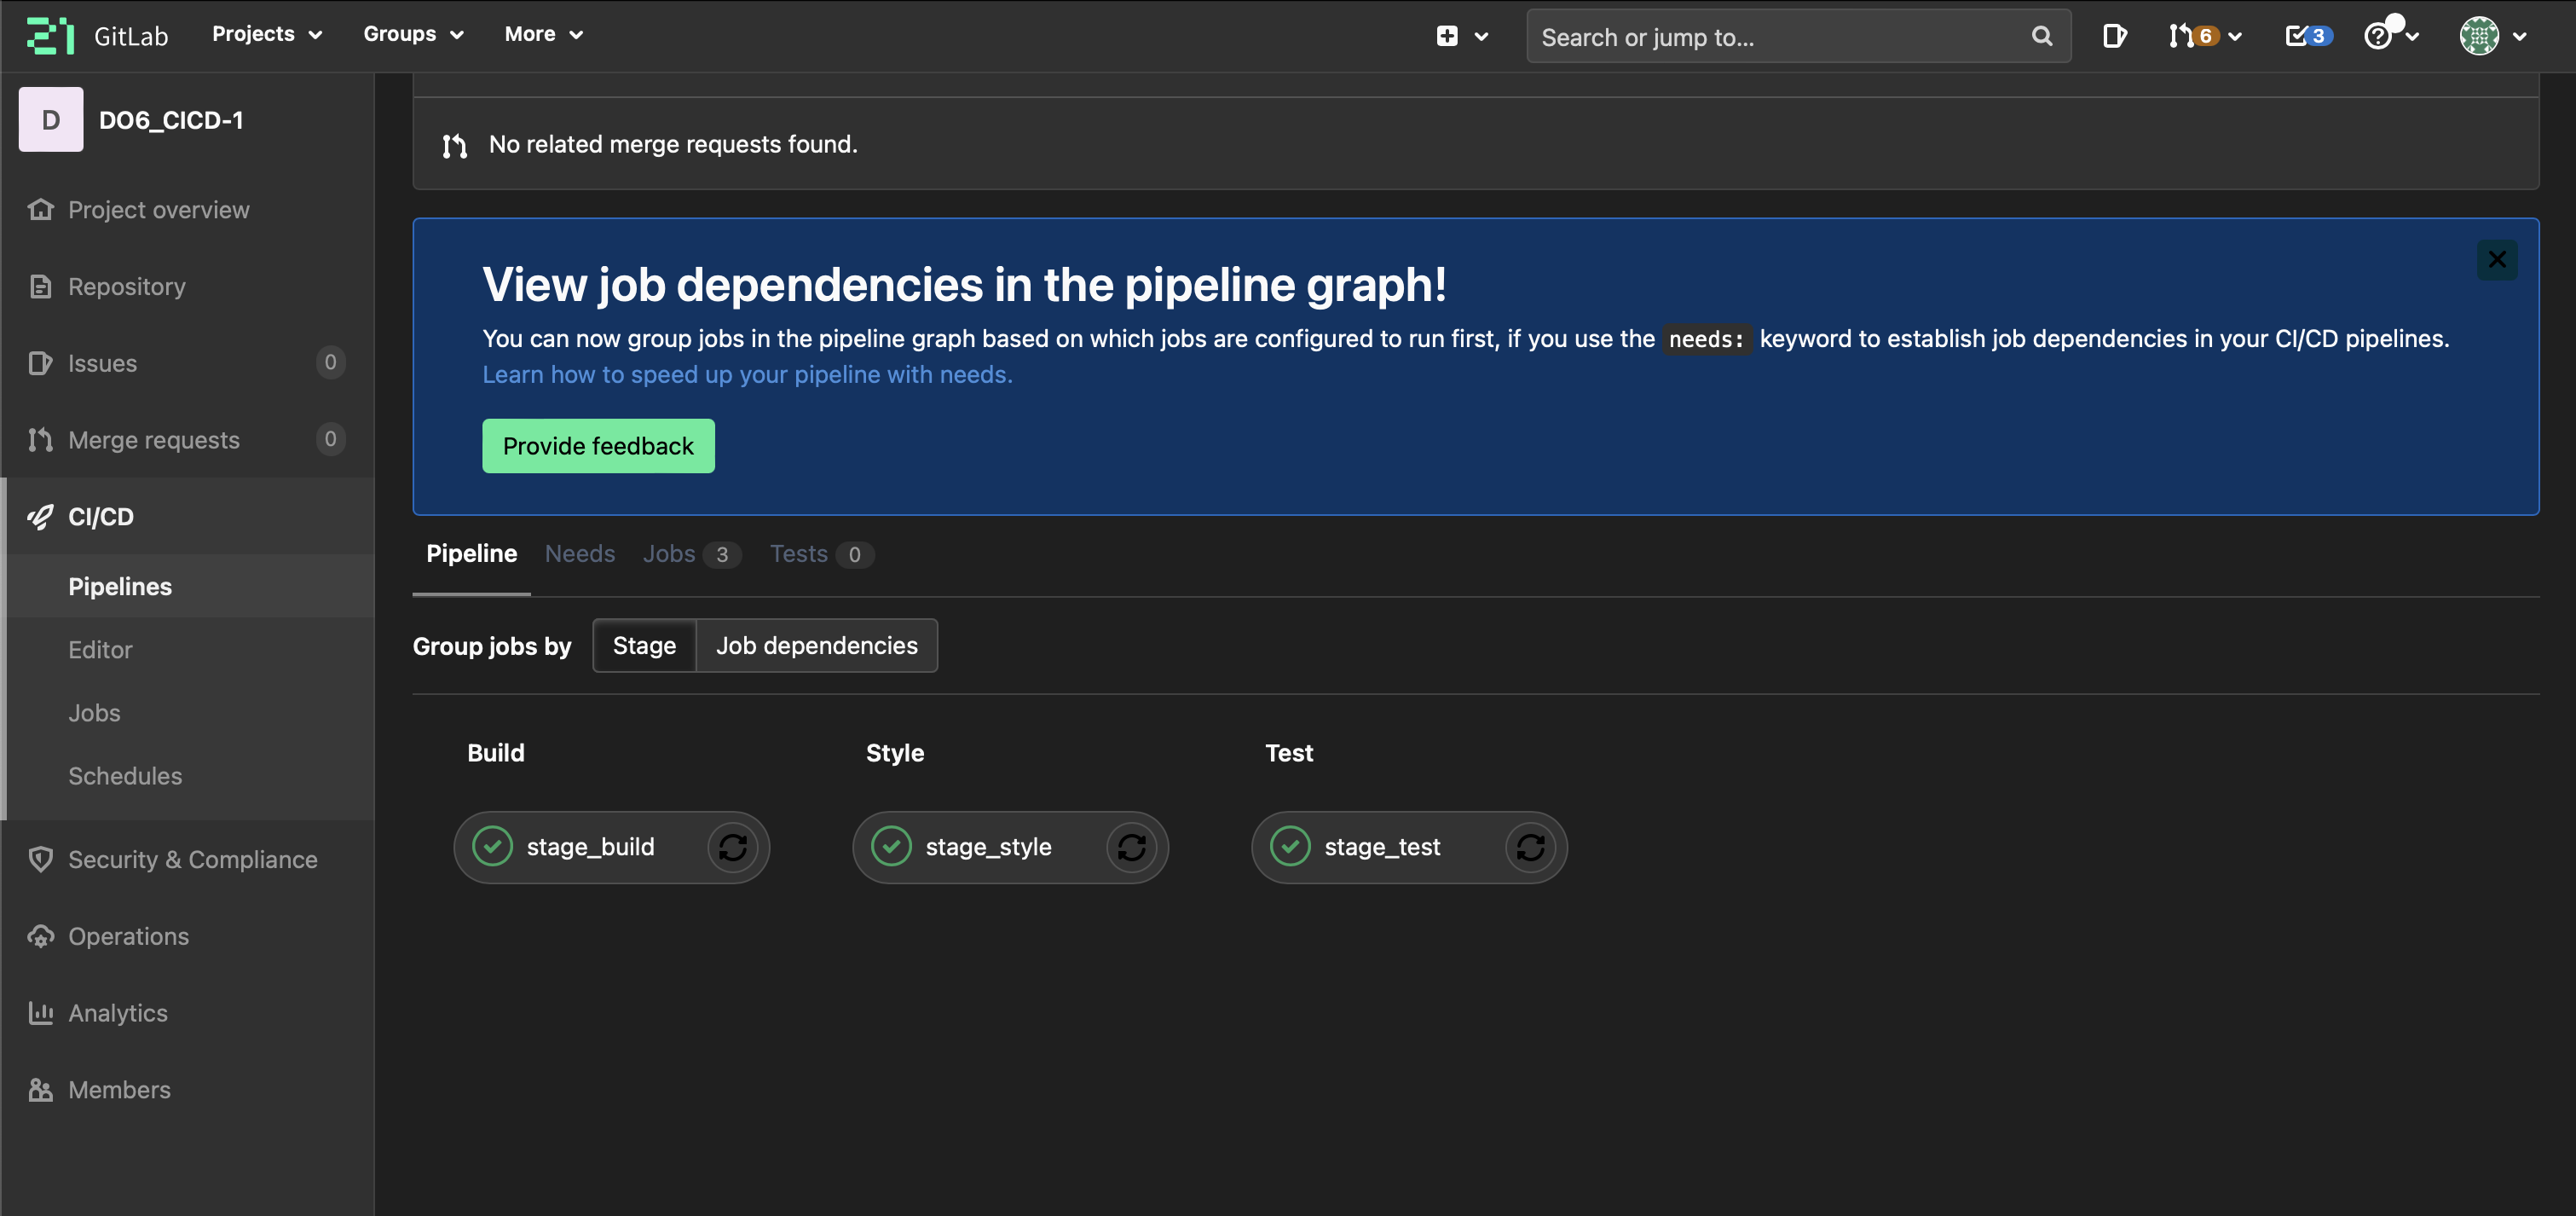 GitLab
Projects
Groups
More
Search or jump to...
6
3
D
DO6_CICD-1
Project overview
Repository
Issues
0
Merge requests
0
CI/CD
Pipelines
Editor
Jobs
Schedules
Security & Compliance
Operations
Analytics
Members
No related merge requests found.
View job dependencies in the pipeline graph!
You can now group jobs in the pipeline graph based on which jobs are configured to run first, if you use the needs: keyword to establish job dependencies in your CI/CD pipelines.
Learn how to speed up your pipeline with needs.
Provide feedback
Pipeline Needs Jobs 3 Tests 0
Group jobs by Stage Job dependencies
Build Style Test
stage_build stage_style stage_test